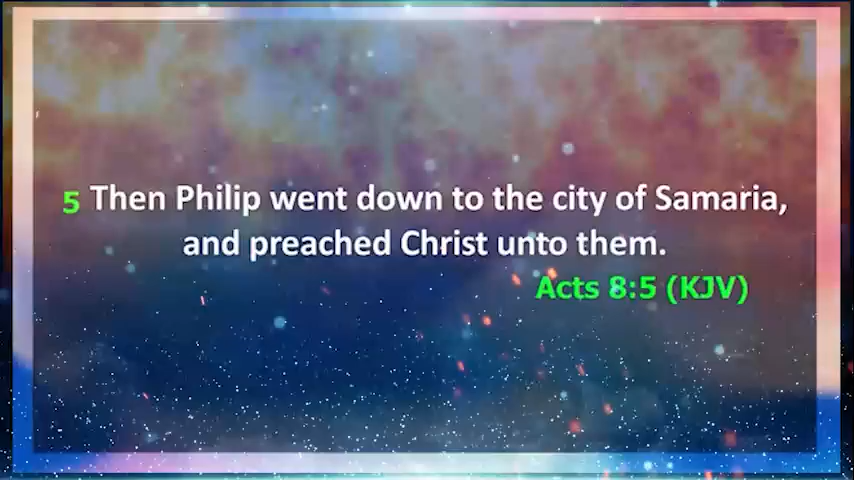 5 Then Philip went down to the city of Samaria,
and preached Christ unto them.
Acts 8:5 (KJV)